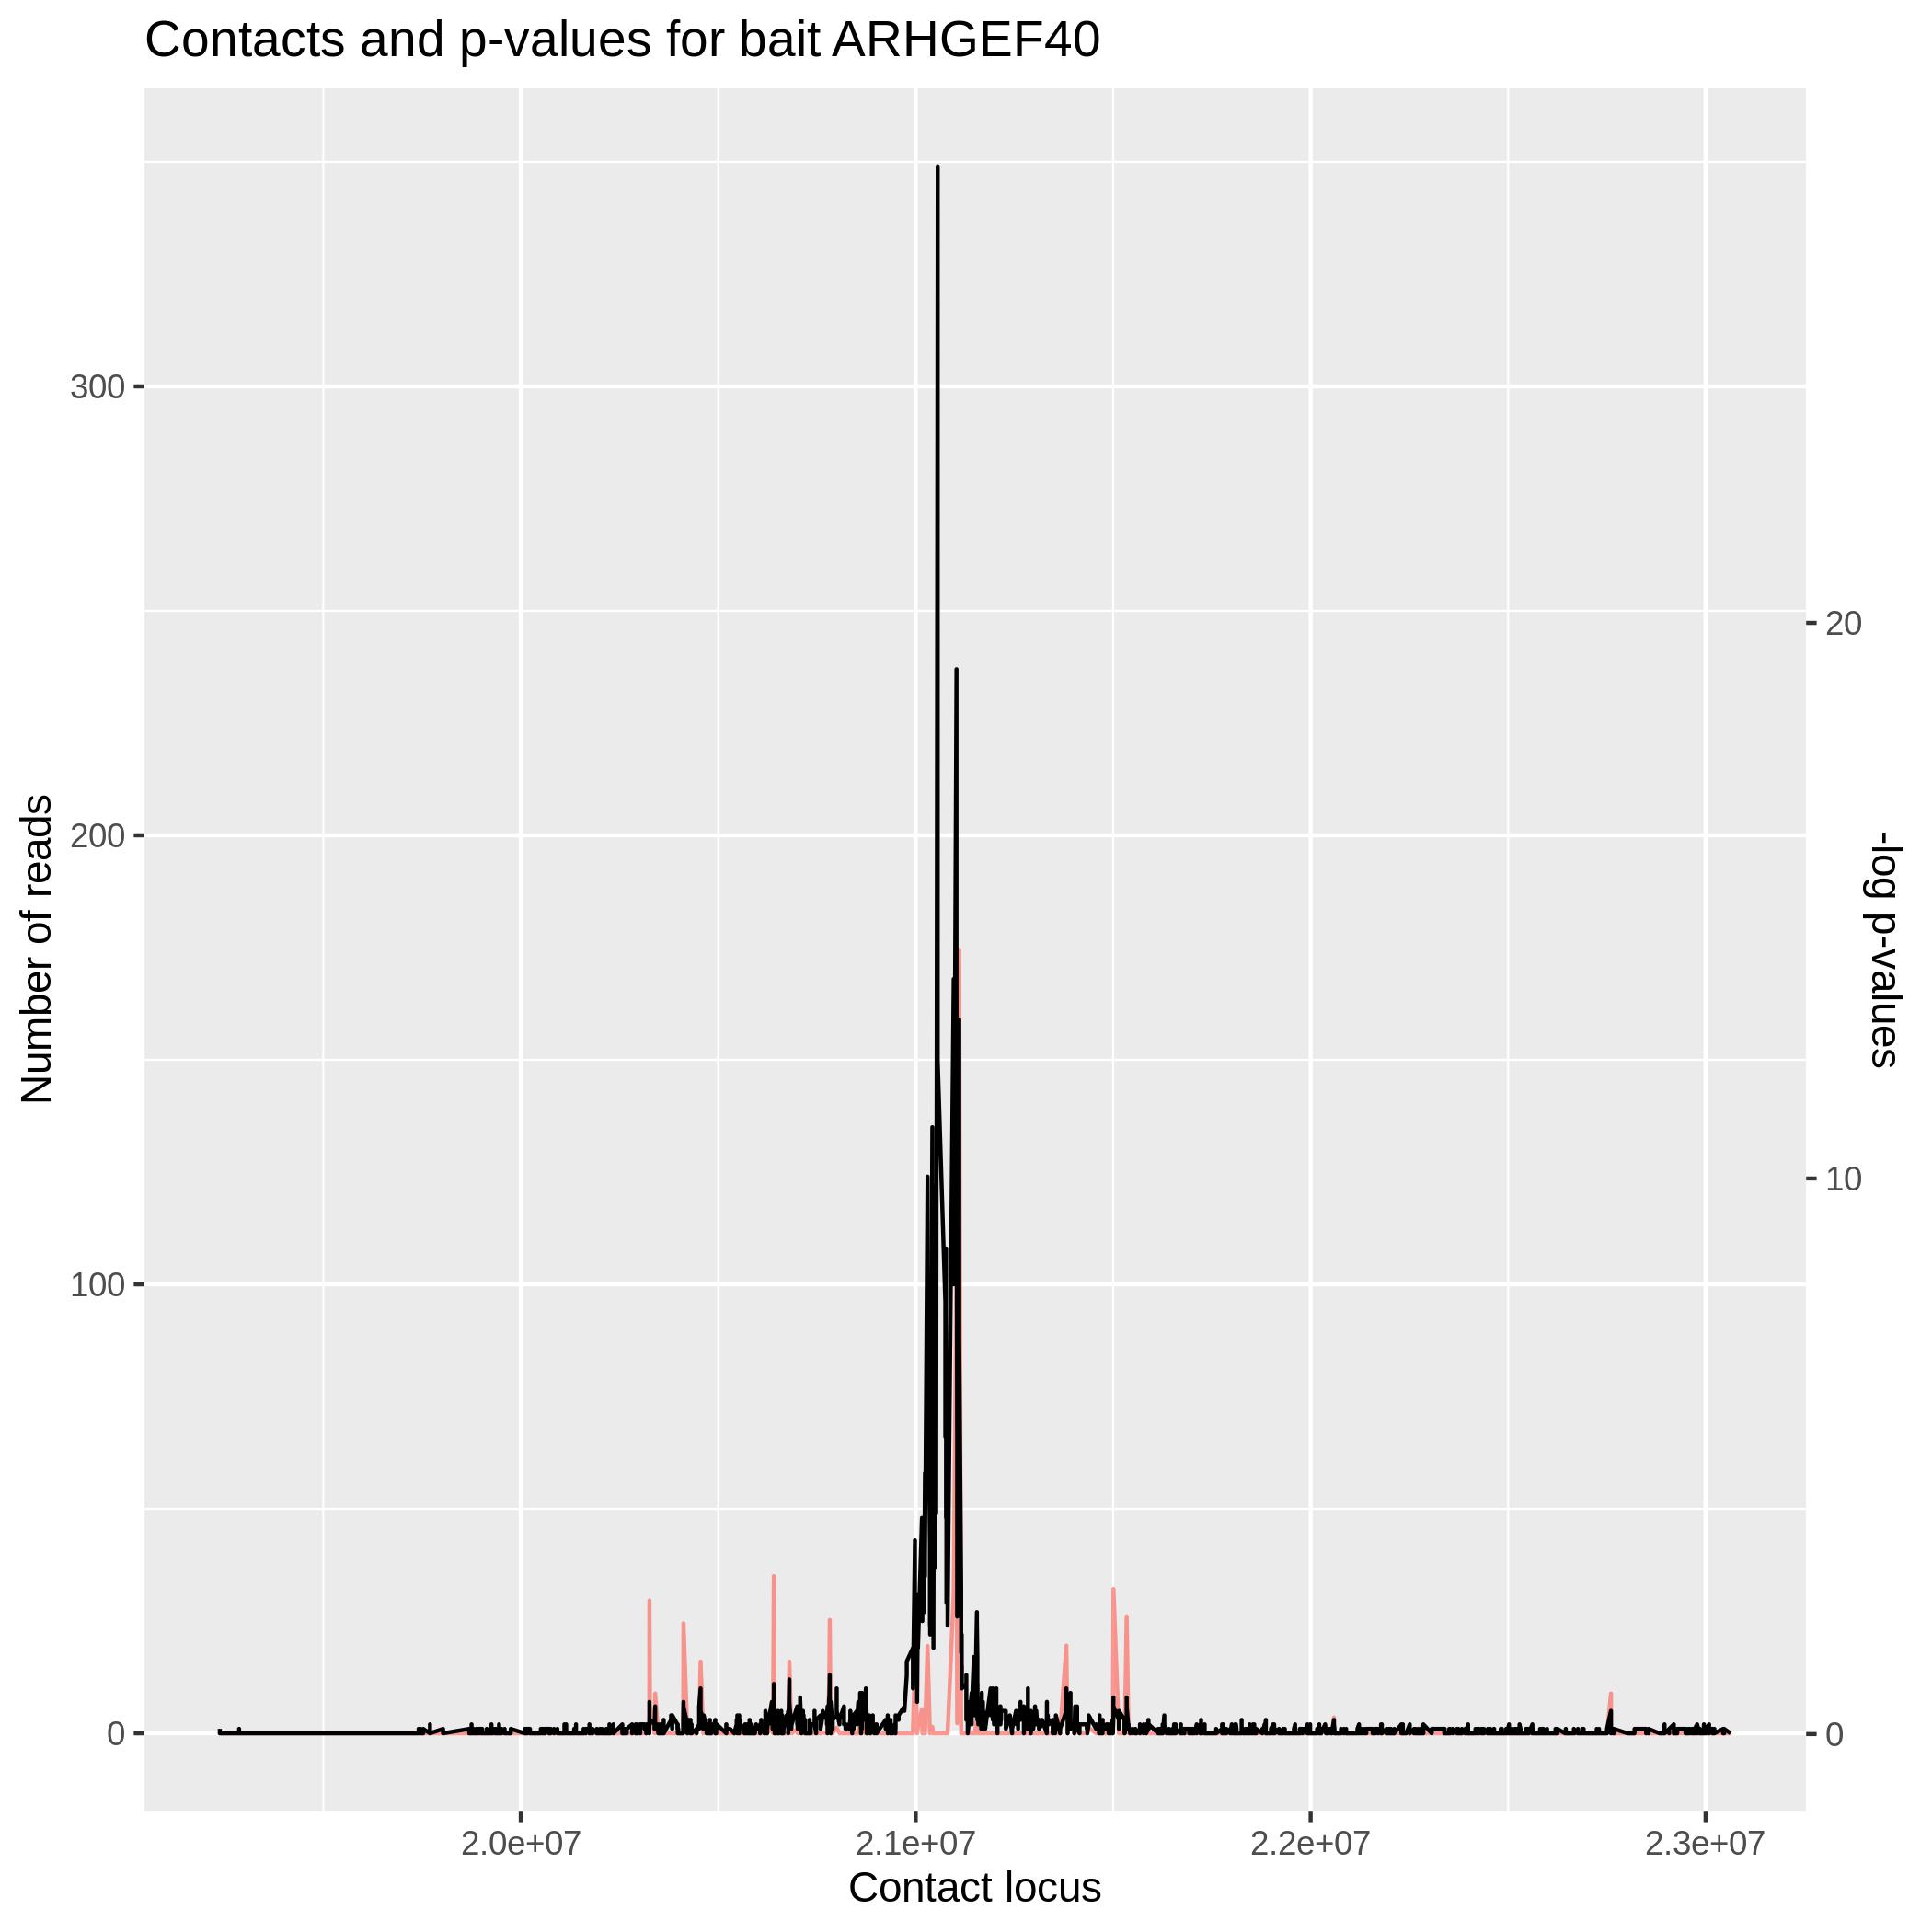 Contacts and p-values for bait ARHGEF40
300
200
100
0
Number of reads
20
10
0
-log p-values
2.0e+07
2.1e+07
2.2e+07
2.3e+07
Contact locus